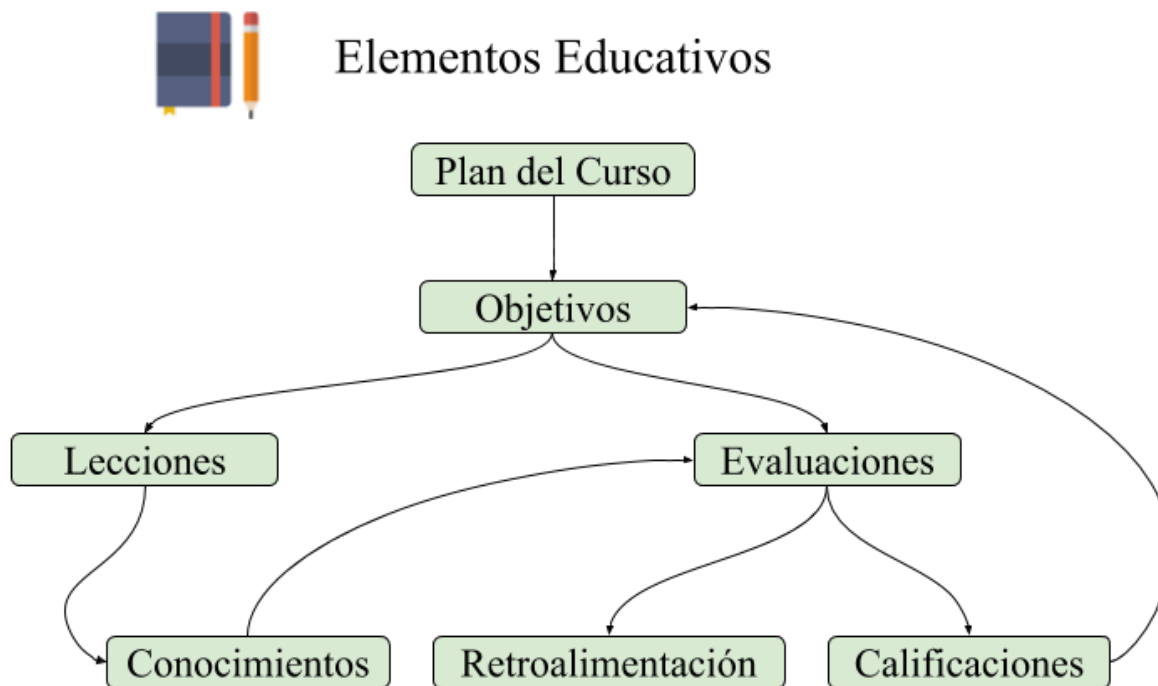 Elementos Educativos
Plan del Curso
Objetivos
Lecciones
Evaluaciones
Conocimientos
Retroalimentación
Calificaciones